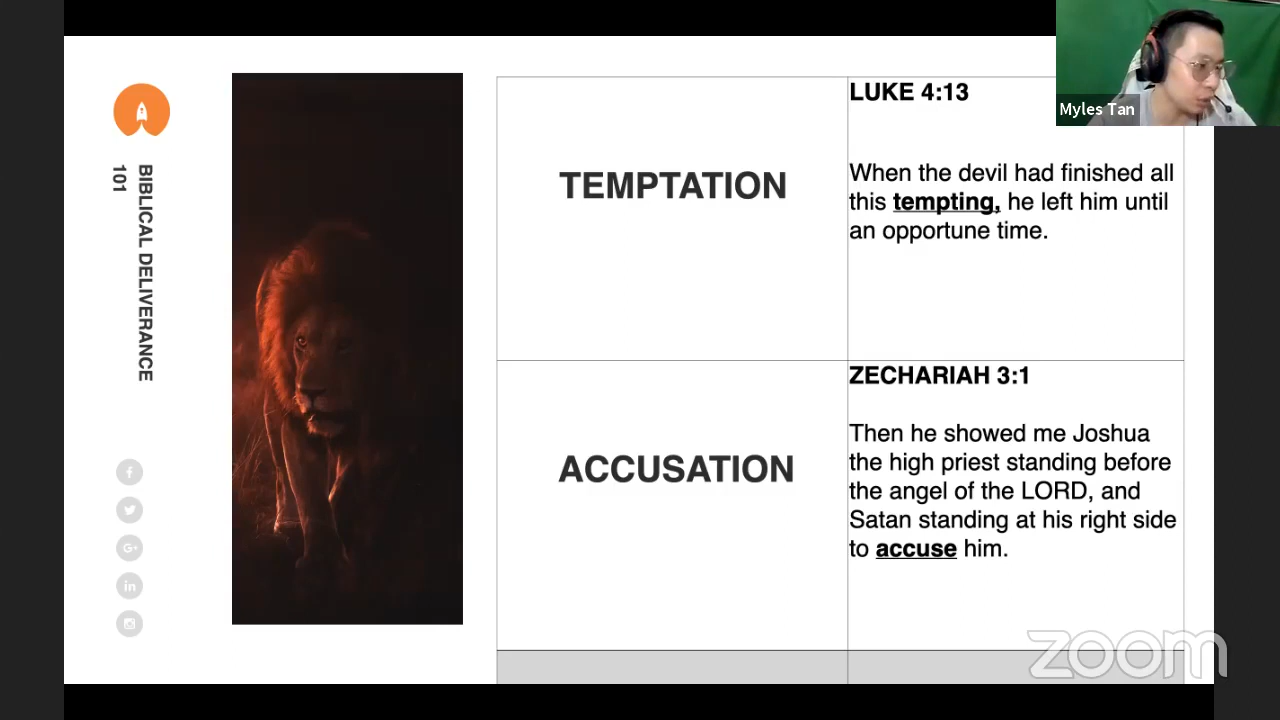 Myles Tan
BIBLICAL DELIVERANCE
101
TEMPTATION
LUKE 4:13
When the devil had finished all
this tempting, he left him until
an opportune time.
ACCUSATION
ZECHARIAH 3:1
Then he showed me Joshua
the high priest standing before
the angel of the LORD, and
Satan standing at his right side
to accuse him.
f
G+
in
zoom